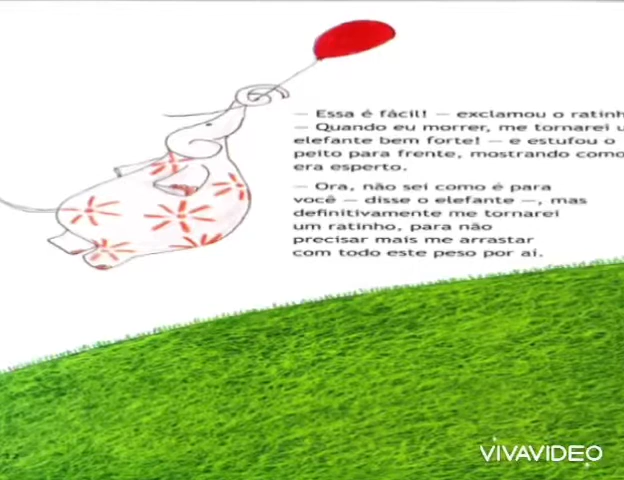 — Essa é fácil! — exclamou o ratinh
— Quando eu morrer, me tornarei u
elefante bem forte! — e estufou o
peito para frente, mostrando como
era esperto.
— Ora, não sei como é para
você — disse o elefante —, mas
definitivamente me tornarei
um ratinho, para não
precisar mais me arrastar
com todo este peso por aí.
VIVAVIDEO